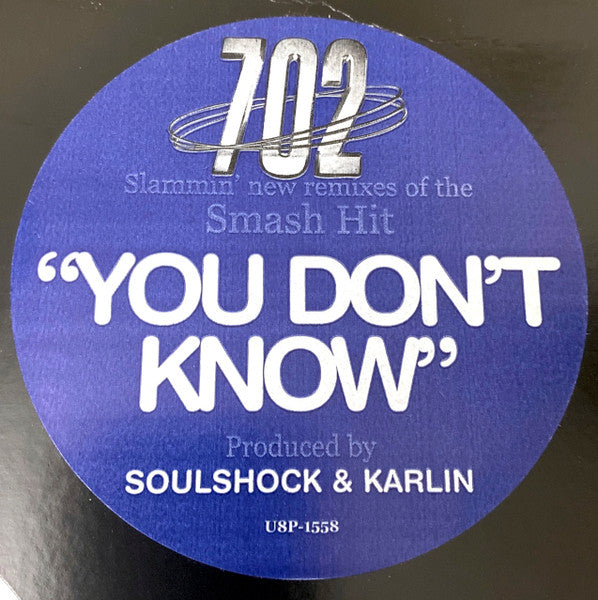 702
Slammin' new remixes of the
Smash Hit
“YOU DON'T
KNOW”
Produced by
SOULSHOCK & KARLIN
U8P-1558